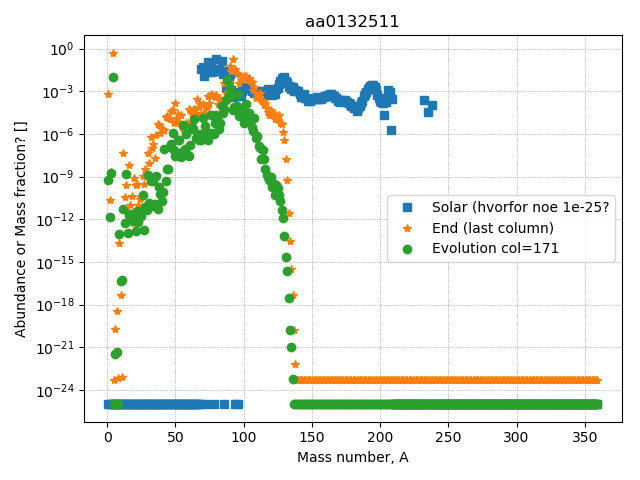 aa0132511
Abundance or Mass fraction? []
10^0
10^−3
10^−6
10^−9
10^−12
10^−15
10^−18
10^−21
10^−24
Solar (hvorfor noe 1e-25?
End (last column)
Evolution col=171
0 50 100 150 200 250 300 350
Mass number, A